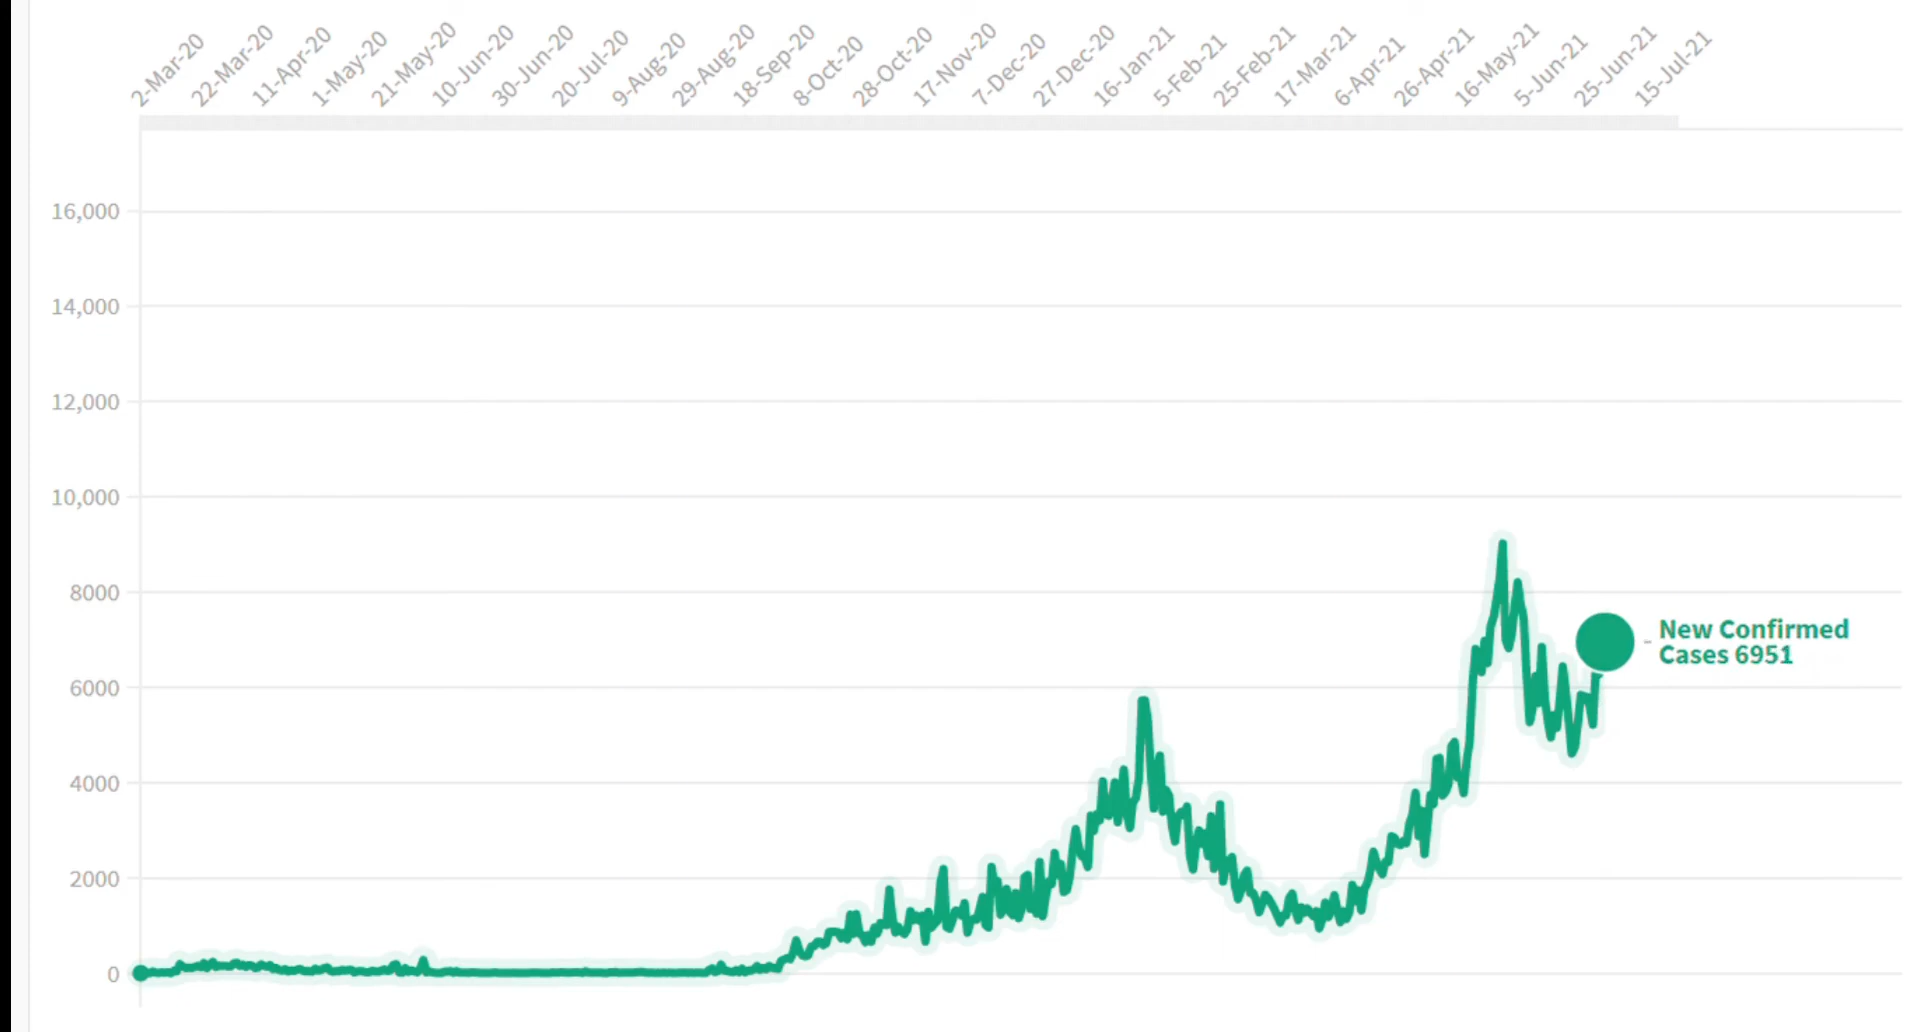 2-Mar-20
22-Mar-20
11-Apr-20
1-May-20
21-May-20
10-Jun-20
30-Jun-20
20-Jul-20
9-Aug-20
29-Aug-20
18-Sep-20
8-Oct-20
28-Oct-20
17-Nov-20
7-Dec-20
27-Dec-20
16-Jan-21
5-Feb-21
25-Feb-21
17-Mar-21
6-Apr-21
26-Apr-21
16-May-21
5-Jun-21
25-Jun-21
15-Jul-21
16,000
14,000
12,000
10,000
8000
6000
4000
2000
0
New Confirmed
Cases 6951